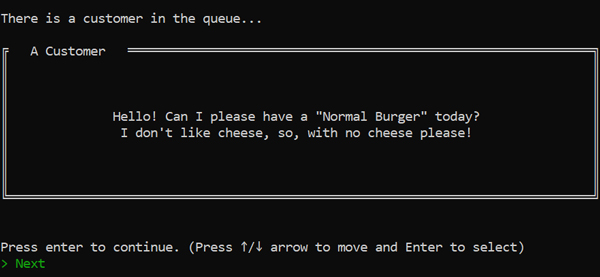 There is a customer in the queue...
A Customer
Hello! Can I please have a "Normal Burger" today?
I don't like cheese, so, with no cheese please!
Press enter to continue. (Press ↑/↓ arrow to move and Enter to select)
> Next